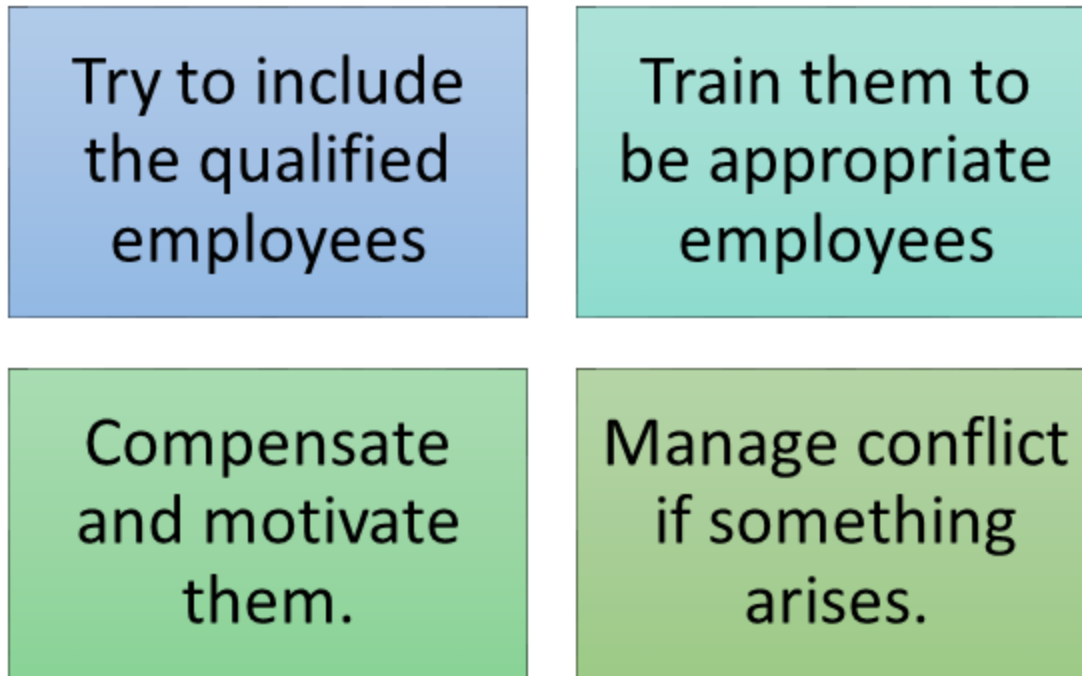 Try to include
the qualified
employees
Train them to
be appropriate
employees
Compensate
and motivate
them.
Manage conflict
if something
arises.